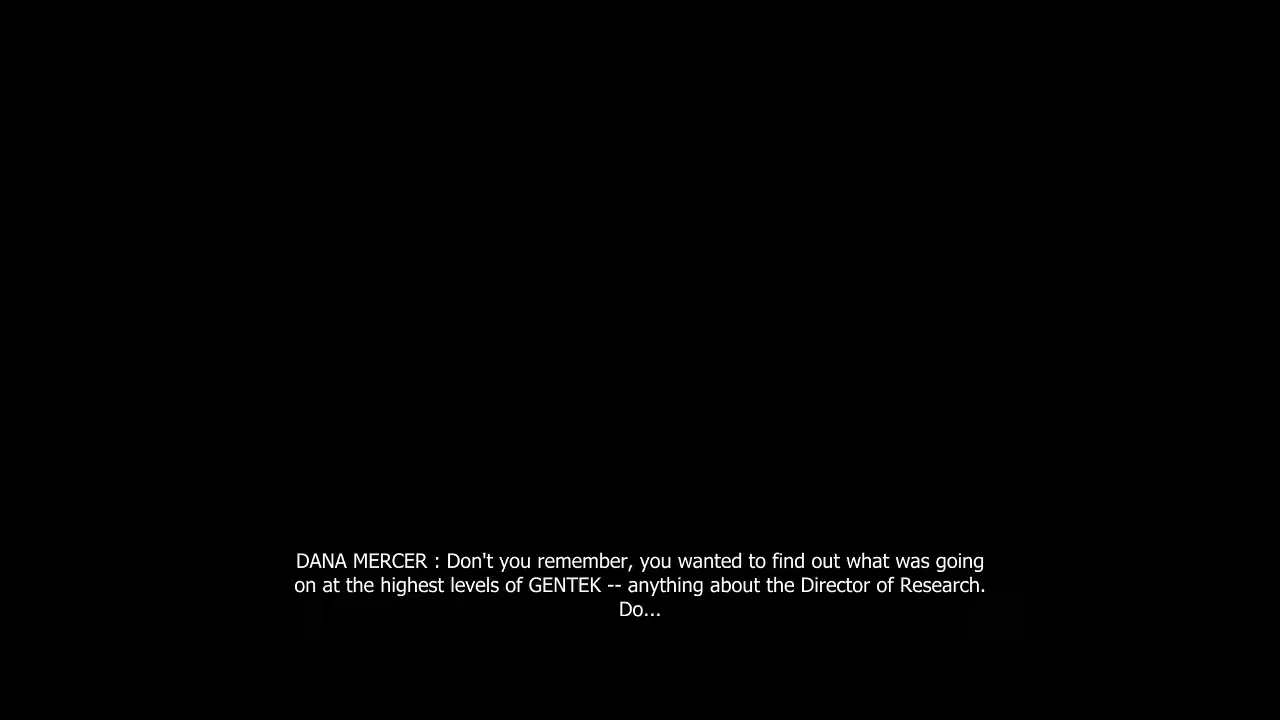 DANA MERCER : Don't you remember, you wanted to find out what was going
on at the highest levels of GENTEK -- anything about the Director of Research.
Do...